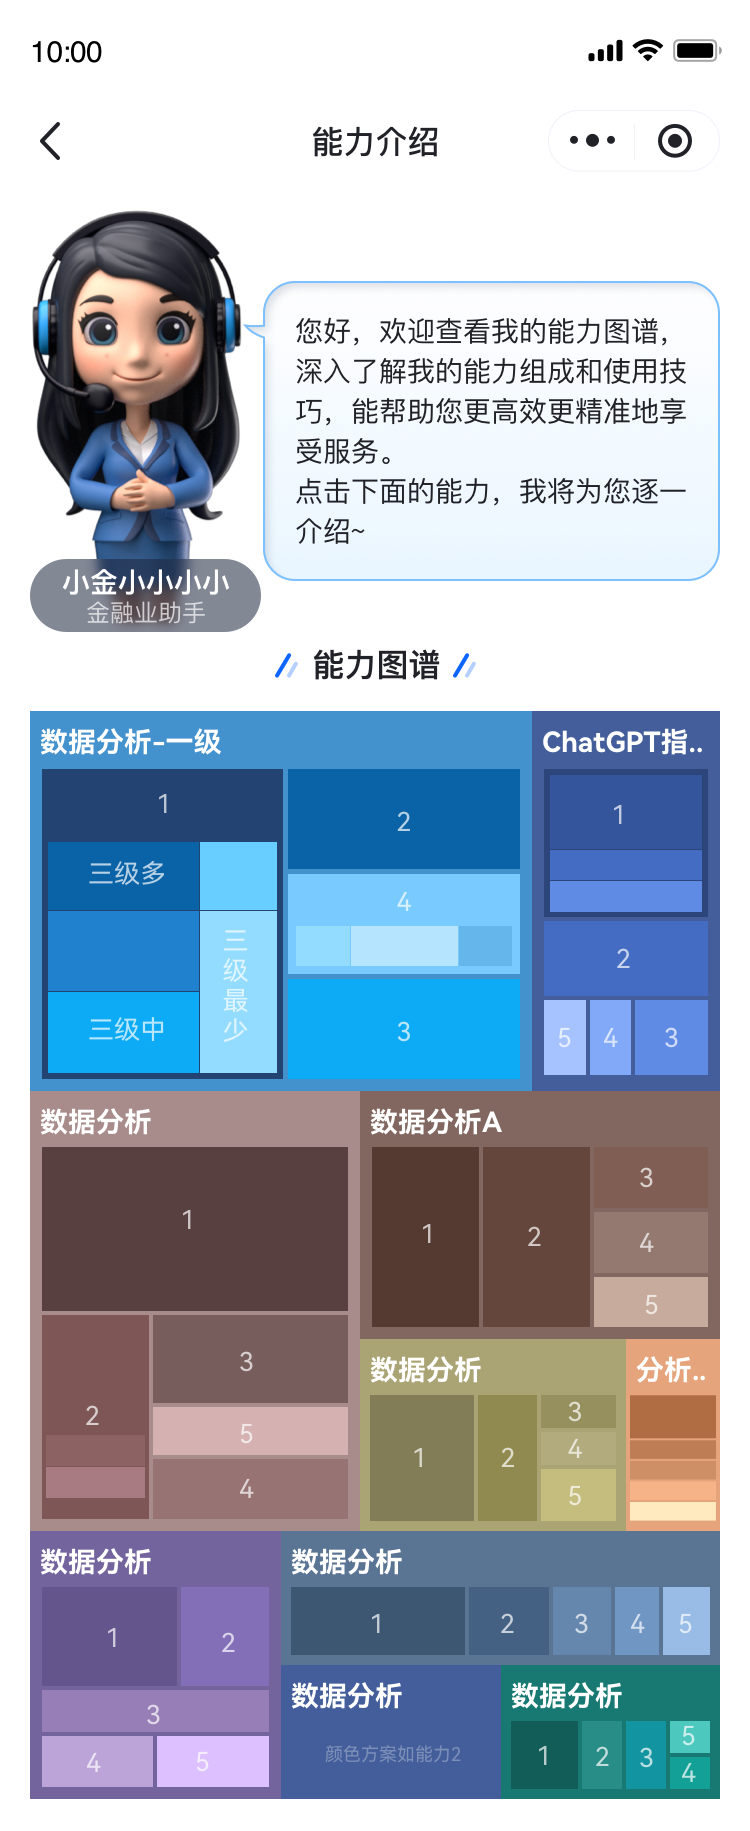 10:00
能力介绍
您好，欢迎查看我的能力图谱，
深入了解我的能力组成和使用技
巧，能帮助您更高效更精准地享
受服务。
点击下面的能力，我将为您逐一
介绍~
小金小小小小
金融业助手
能力图谱
数据分析-一级
1
三级多
三级中
三级最少
2
4
3
ChatGPT指..
1
2
5
4
3
数据分析
1
2
3
5
4
数据分析A
1
2
3
4
5
数据分析
1
2
3
4
5
分析..
数据分析
1
2
3
4
5
数据分析
1
2
3
4
5
数据分析
颜色方案如能力2
数据分析
1
2
3
5
4